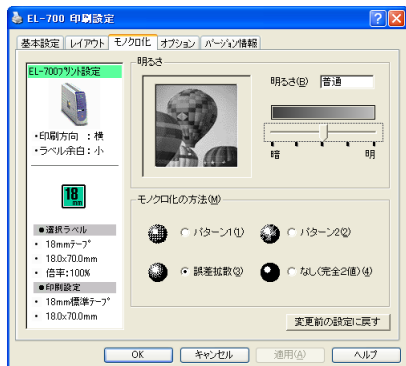 EL-700 印刷設定
基本設定 レイアウト モノクロ化 オプション バージョン情報
EL-700プリント設定
・印刷方向 ：横
・ラベル余白：小
18 mm
●選択ラベル
・ 18mmテープ
・ 18.0x70.0mm
・ 倍率:100%
●印刷設定
・ 18mm標準テープ
・ 18.0x70.0mm
明るさ
明るさ(B) 普通
暗 明
モノクロ化の方法(M)
パターン1(1) パターン2(2)
誤差拡散(3) なし(完全2値)(4)
変更前の設定に戻す
OK キャンセル 適用(A) ヘルプ